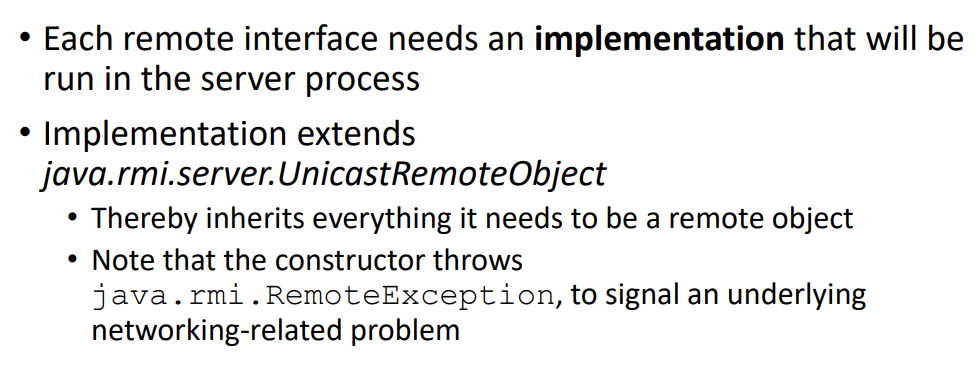 • Each remote interface needs an implementation that will be
run in the server process
• Implementation extends
java.rmi.server.UnicastRemoteObject
• Thereby inherits everything it needs to be a remote object
• Note that the constructor throws
java.rmi.RemoteException, to signal an underlying
networking-related problem